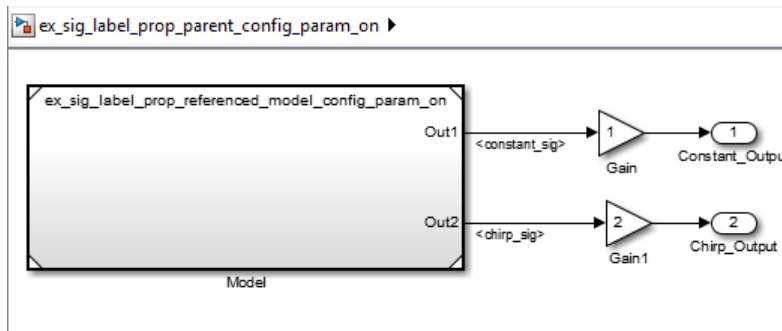 ex_sig_label_prop_parent_config_param_on
ex_sig_label_prop_referenced_model_config_param_on
Out1
<constant_sig>
1
Gain
1
Constant_Outpu
Out2
<chirp_sig>
2
Gain1
2
Chirp_Output
Model